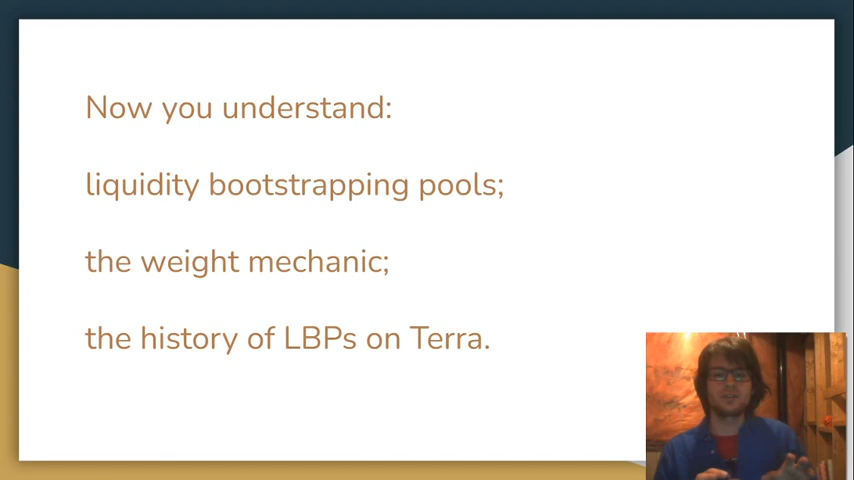 Now you understand:
liquidity bootstrapping pools;
the weight mechanic;
the history of LBPs on Terra.